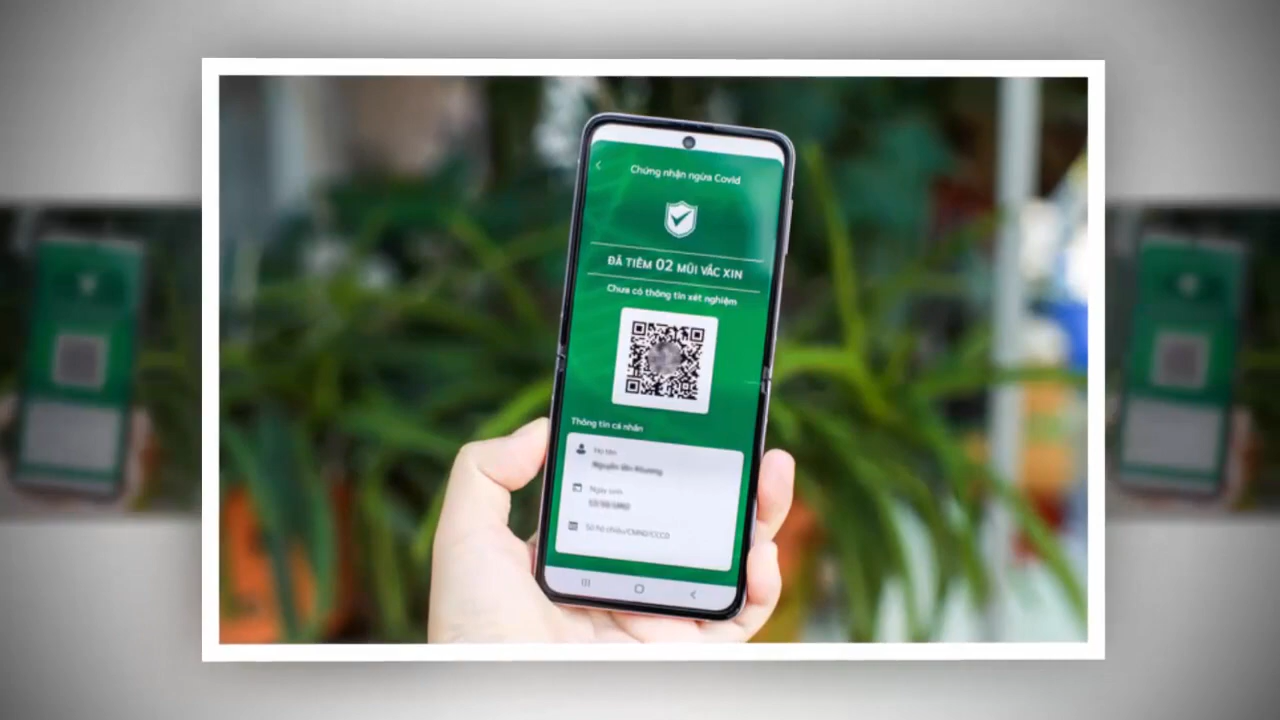 Chứng nhận ngừa Covid
ĐÃ TIÊM 02 MŨI VẮC XIN
Chưa có thông tin xét nghiệm
Thông tin cá nhân
Họ tên
Ngày sinh
Số hộ chiếu/CMND/CCCD